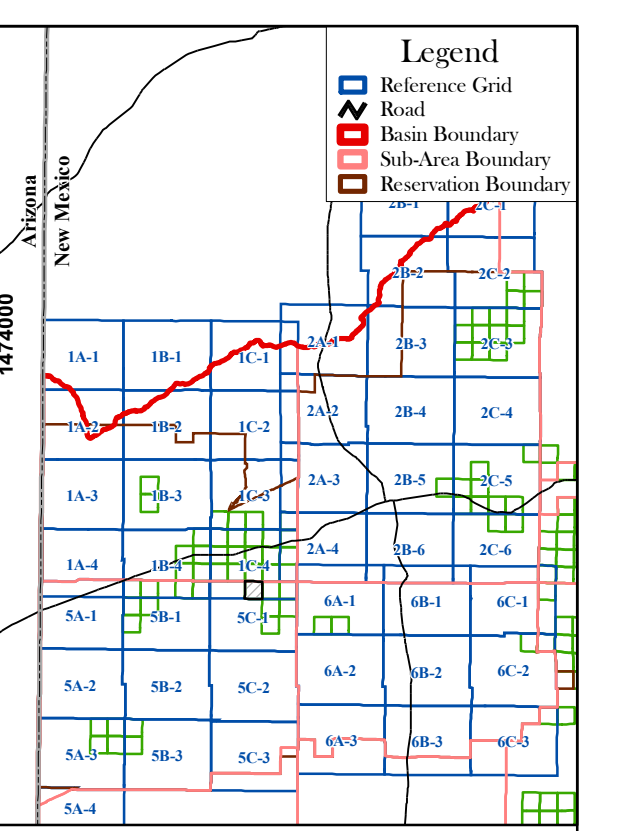 Legend
Reference Grid
Road
Basin Boundary
Sub-Area Boundary
Reservation Boundary
Arizona
New Mexico
1474000
2B-1 2C-1
2B-2 2C-2
2A-1 2B-3 2C-3
1A-1 1B-1 1C-1
2A-2 2B-4 2C-4
1A-2 1B-2 1C-2
2A-3 2B-5 2C-5
1A-3 1B-3 1C-3
2A-4 2B-6 2C-6
1A-4 1B-4 1C-4
6A-1 6B-1 6C-1
5A-1 5B-1 5C-1
6A-2 6B-2 6C-2
5A-2 5B-2 5C-2
6A-3 6B-3 6C-3
5A-3 5B-3 5C-3
5A-4